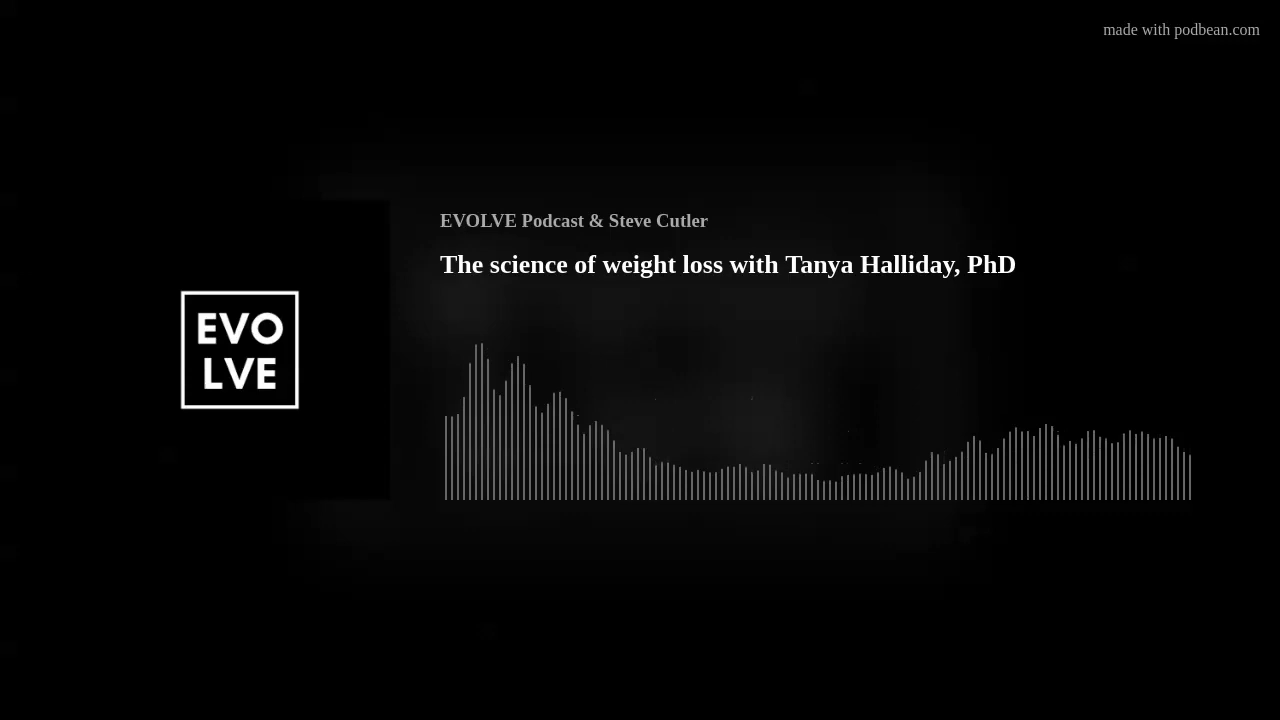 made with podbean.com
EVOLVE Podcast & Steve Cutler
The science of weight loss with Tanya Halliday, PhD
EVO
LVE